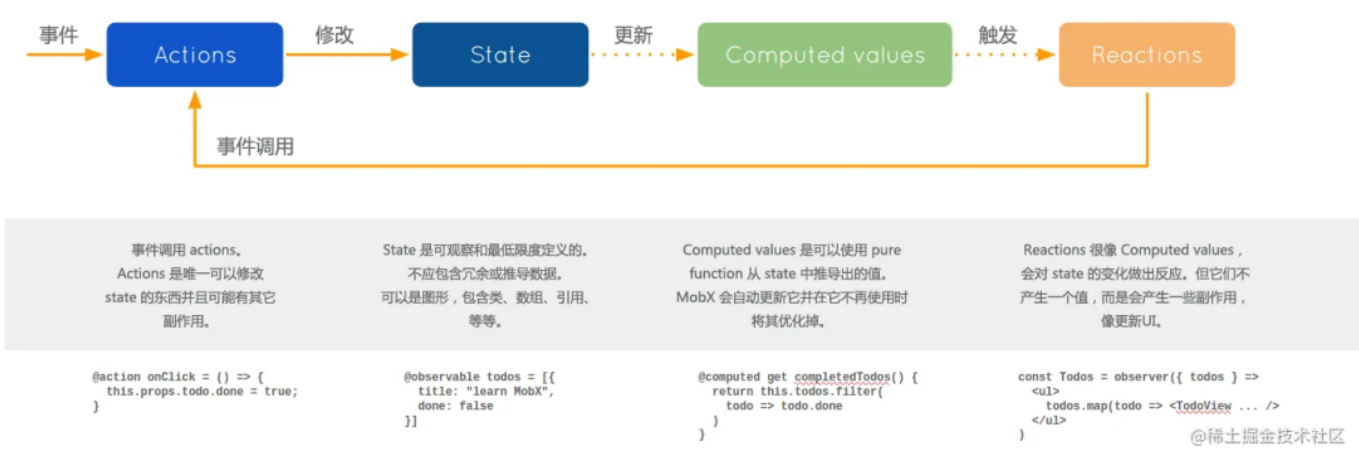 事件
Actions
修改
State
更新
Computed values
触发
Reactions
事件调用
事件调用 actions。
Actions 是唯一可以修改
state 的东西并且可能有其它
副作用。
State 是可观察和最低限度定义的。
不应包含冗余或推导数据。
可以是图形，包含类、数组、引用、
等等。
Computed values 是可以使用 pure
function 从 state 中推导出的值。
MobX 会自动更新它并在它不再使用时
将其优化掉。
Reactions 很像 Computed values，
会对 state 的变化做出反应。但它们不
产生一个值，而是会产生一些副作用，
像更新UI。
@action onClick = () => {
  this.props.todo.done = true;
}
@observable todos = [{
  title: "learn MobX",
  done: false
}]
@computed get completedTodos() {
  return this.todos.filter(
    todo => todo.done
  )
}
const Todos = observer({ todos } =>
  <ul>
    todos.map(todo => <TodoView ... />
  </ul>
)
@稀土掘金技术社区